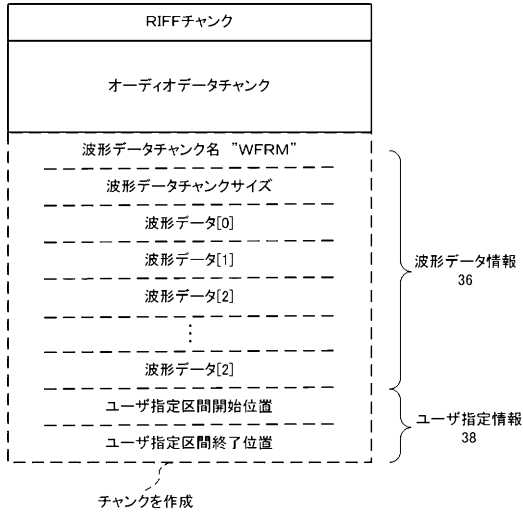 RIFFチャンク
オーディオデータチャンク
波形データチャンク名 ”WFRM”
波形データチャンクサイズ
波形データ[0]
波形データ[1]
波形データ[2]
⋮
波形データ[2]
ユーザ指定区間開始位置
ユーザ指定区間終了位置
波形データ情報
36
ユーザ指定情報
38
チャンクを作成